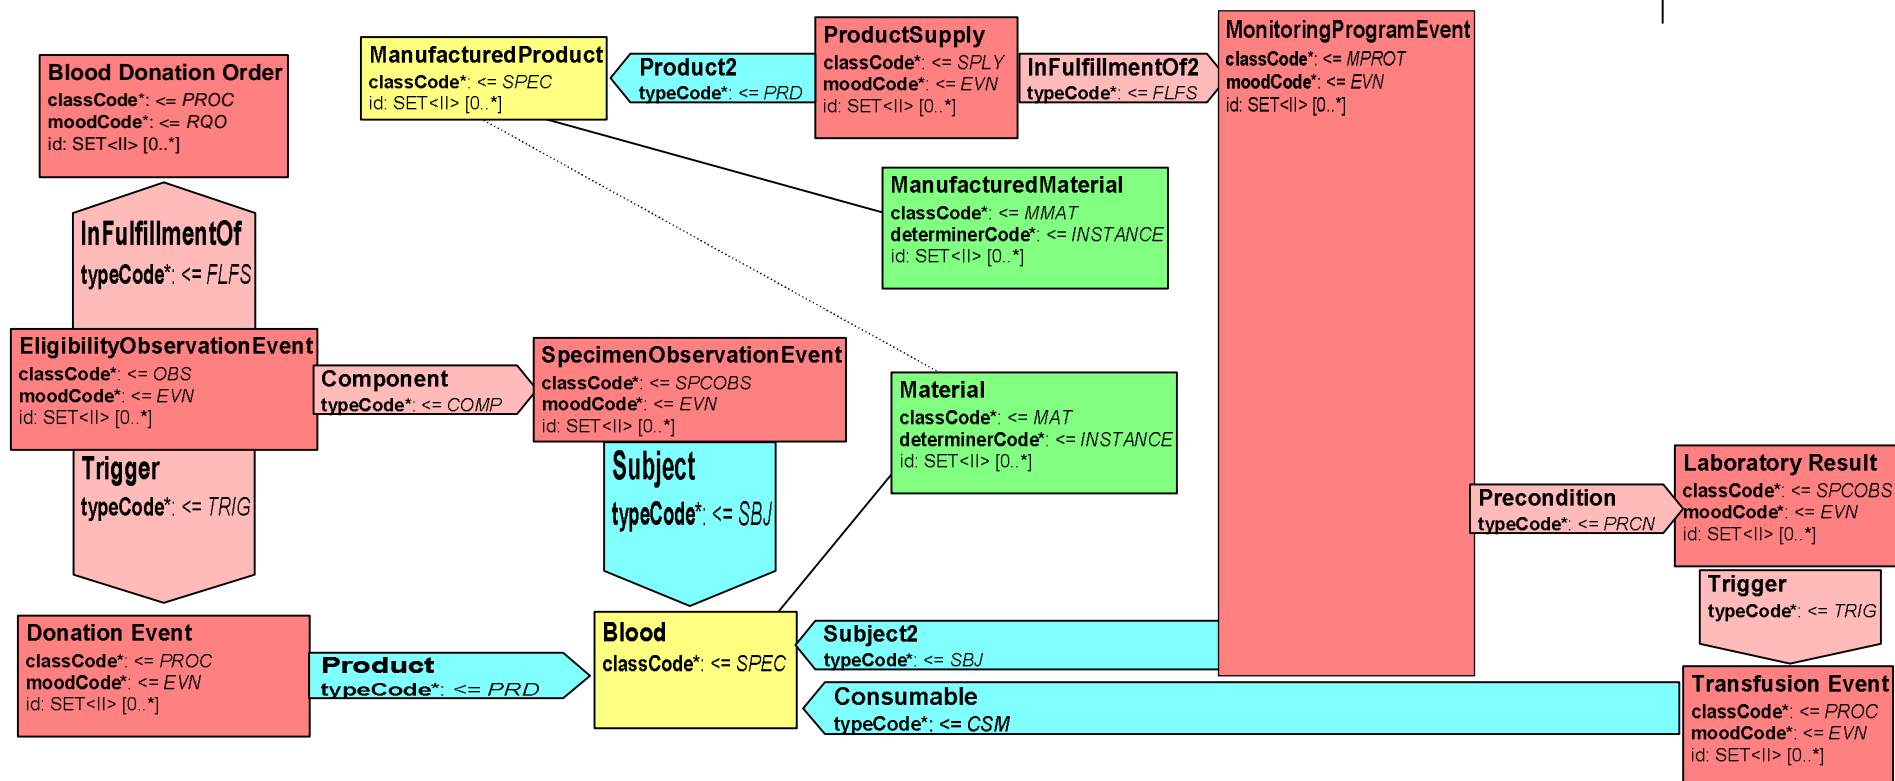 Blood Donation Order
classCode*: <= PROC
moodCode*: <= RQO
id: SET<II> [0..*]
ManufacturedProduct
classCode*: <= SPEC
id: SET<II> [0..*]
Product2
typeCode*: <= PRD
ProductSupply
classCode*: <= SPLY
moodCode*: <= EVN
id: SET<II> [0..*]
InFulfillmentOf2
typeCode*: <= FLFS
MonitoringProgramEvent
classCode*: <= MPROT
moodCode*: <= EVN
id: SET<II> [0..*]
ManufacturedMaterial
classCode*: <= MMAT
determinerCode*: <= INSTANCE
id: SET<II> [0..*]
InFulfillmentOf
typeCode*: <= FLFS
EligibilityObservationEvent
classCode*: <= OBS
moodCode*: <= EVN
id: SET<II> [0..*]
Component
typeCode*: <= COMP
SpecimenObservationEvent
classCode*: <= SPCOBS
moodCode*: <= EVN
id: SET<II> [0..*]
Material
classCode*: <= MAT
determinerCode*: <= INSTANCE
id: SET<II> [0..*]
Trigger
typeCode*: <= TRIG
Subject
typeCode*: <= SBJ
Precondition
typeCode*: <= PRCN
Laboratory Result
classCode*: <= SPCOBS
moodCode*: <= EVN
id: SET<II> [0..*]
Trigger
typeCode*: <= TRIG
Donation Event
classCode*: <= PROC
moodCode*: <= EVN
id: SET<II> [0..*]
Product
typeCode*: <= PRD
Blood
classCode*: <= SPEC
Subject2
typeCode*: <= SBJ
Consumable
typeCode*: <= CSM
Transfusion Event
classCode*: <= PROC
moodCode*: <= EVN
id: SET<II> [0..*]